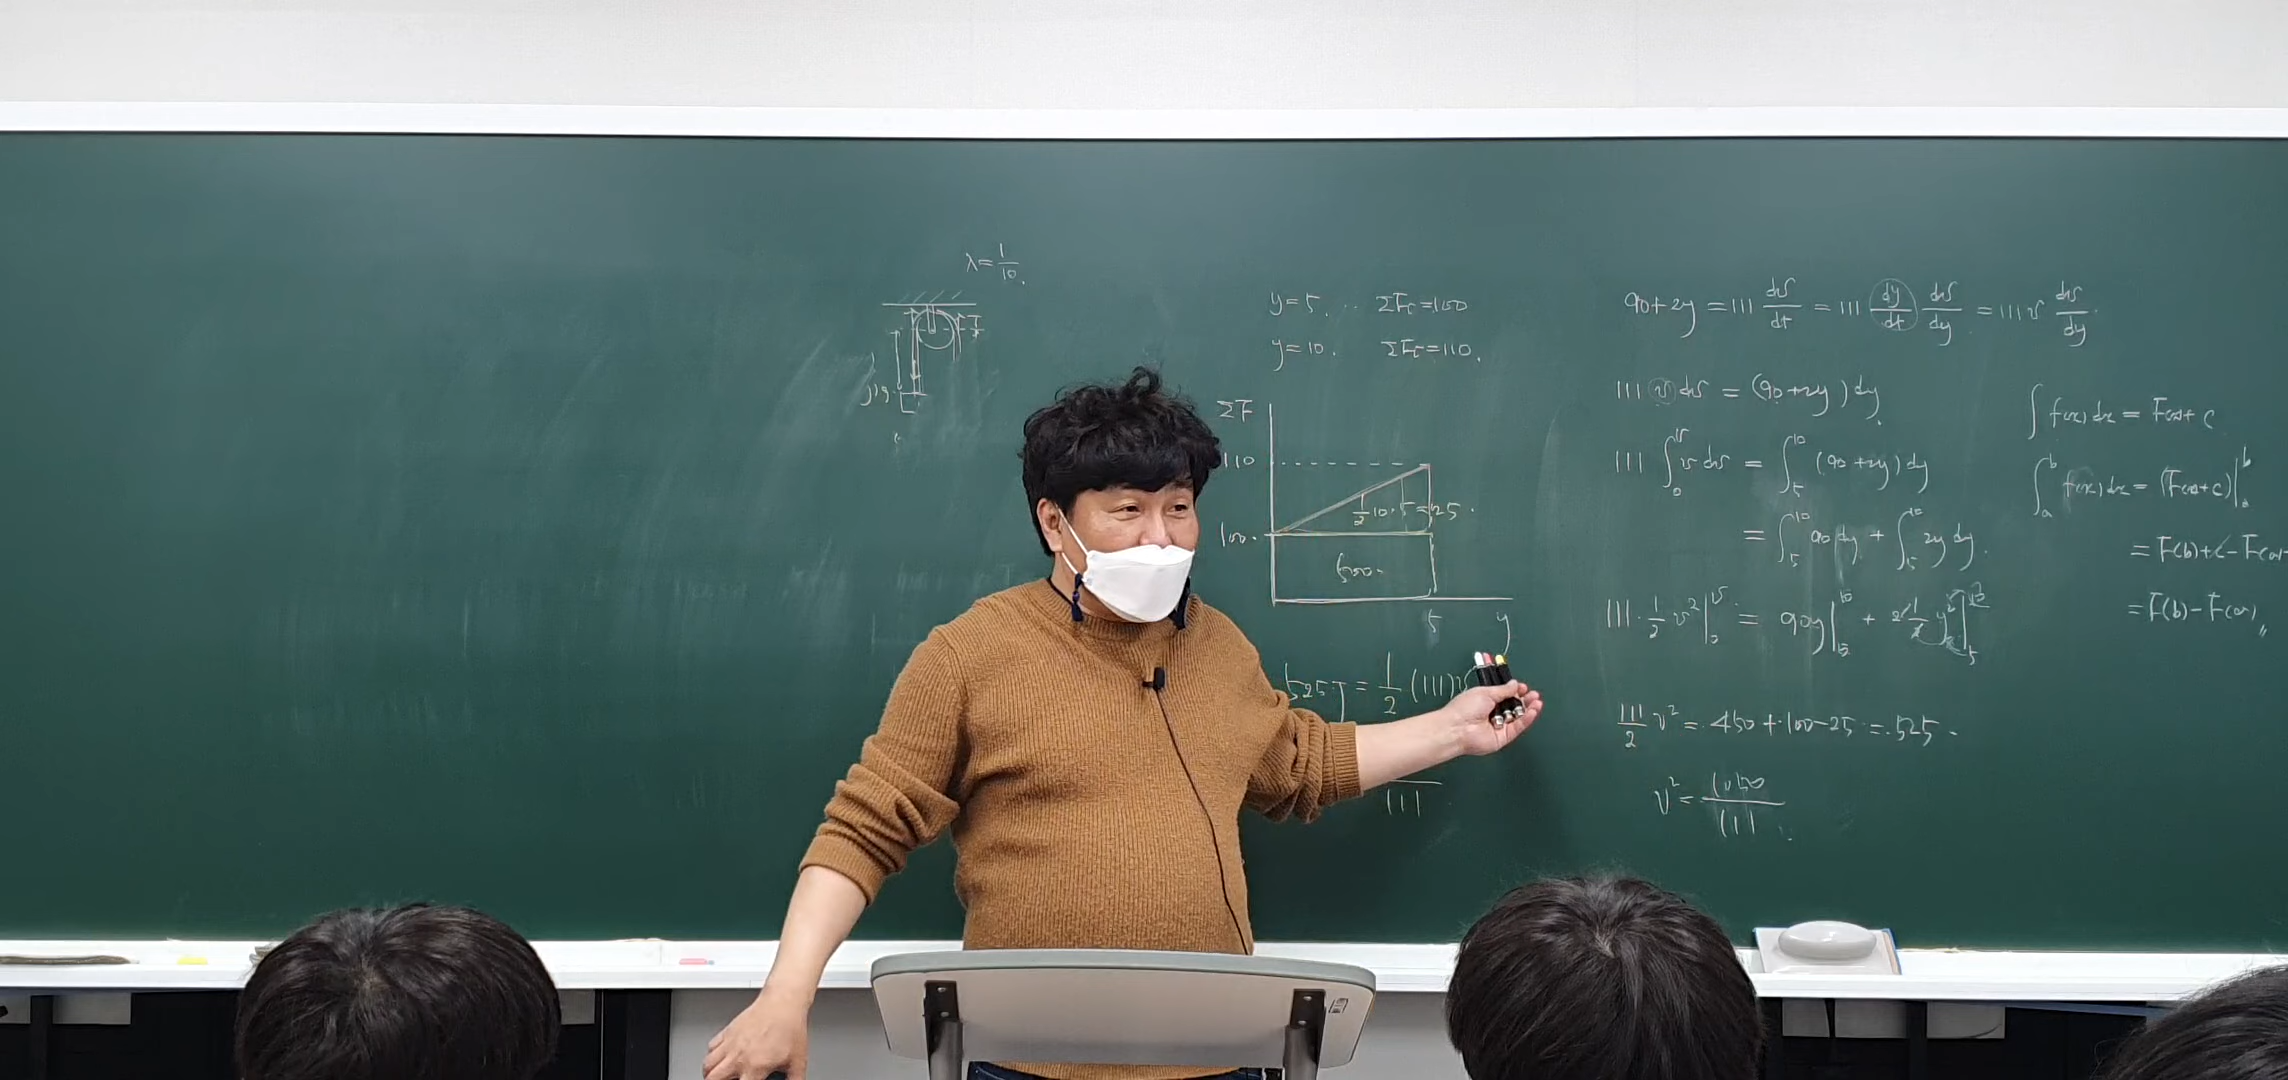 λ = 1/10.
y = 5. ΣF = 100
y = 10. ΣF = 110.
ΣF
110
1/2 10·5 = 25.
100.
500.
5 y
525 J = 1/2 (111) v
111
90+2y = 111 dv/dt = 111 dy/dt dv/dy = 111 v dv/dy
111 v dv = (90+2y) dy
111 ∫₀ᵛ v dv = ∫₅¹⁰ (90+2y) dy
= ∫₅¹⁰ 90 dy + ∫₅¹⁰ 2y dy.
111 · 1/2 v² |₀ᵛ = 90y |₅¹⁰ + 2 1/2 y² |₅¹⁰
111/2 v² = 450 + 100 - 25 = 525.
v² = 1050/111
∫ f(x) dx = F(x) + C
∫ₐᵇ f(x) dx = (F(x)+C) |ₐᵇ
= F(b) + C - F(a)
= F(b) - F(a)